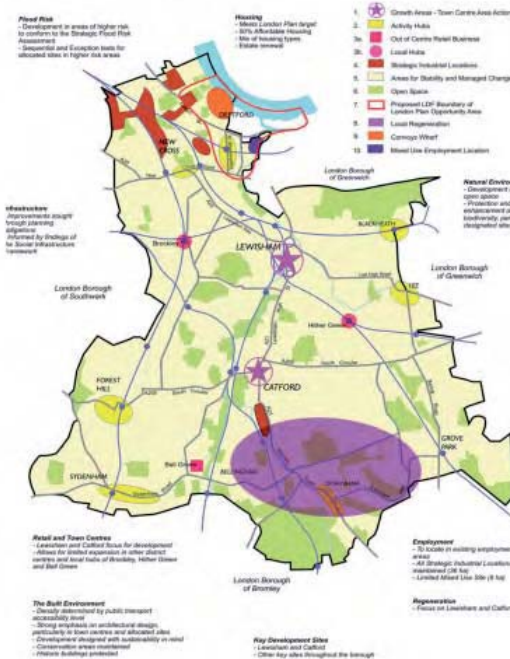 Flood Risk
- Development in areas of higher risk
to conform to the Strategic Flood Risk
Assessment
- Sequential and Exception tests for
allocated sites in higher risk areas
Housing
- Meets London Plan target
- 50% Affordable Housing
- Mix of housing types
- Estate renewal
1. Growth Areas - Town Centre Area Action
2. Activity Hubs
3a. Out of Centre Retail Business
3b. Local Hubs
4. Strategic Industrial Locations
5. Areas for Stability and Managed Change
6. Open Space
7. Proposed LDF Boundary of
London Plan Opportunity Area
8. Local Regeneration
9. Convoys Wharf
10. Mixed Use Employment Location
DEPTFORD
NEW
CROSS
London Borough
of Greenwich
Natural Environ
- Development
open space
- Protection and
enhancement of
biodiversity, par
designated sites
nfrastructure
Improvements sought
through planning
Informed by findings of
Social Infrastructure
BLACKHEATH
Brockley
LEWISHAM
London Borough
of Greenwich
LEE
London Borough
of Southwark
Hither Green
CATFORD
FOREST
HILL
GROVE
PARK
Bell Green
BELLINGHAM
SYDENHAM
DOWNHAM
Retail and Town Centres
- Lewisham and Catford focus for development
- Allows for limited expansion in other district
centres and local hubs of Brockley, Hither Green
and Bell Green
London Borough
of Bromley
Employment
- To locate in existing employme
areas
- All Strategic Industrial Locations
maintained
- Limited Mixed Use Site
Regeneration
- Focus on Lewisham and Catfor
The Built Environment
- Density determined by public transport
accessibility level
- Strong emphasis on architectural design,
particularly in town centres and allocated sites
- Development designed with sustainability in mind
- Conservation areas maintained
- Historic buildings protected
Key Development Sites
- Lewisham and Catford
- Other key sites throughout the borough